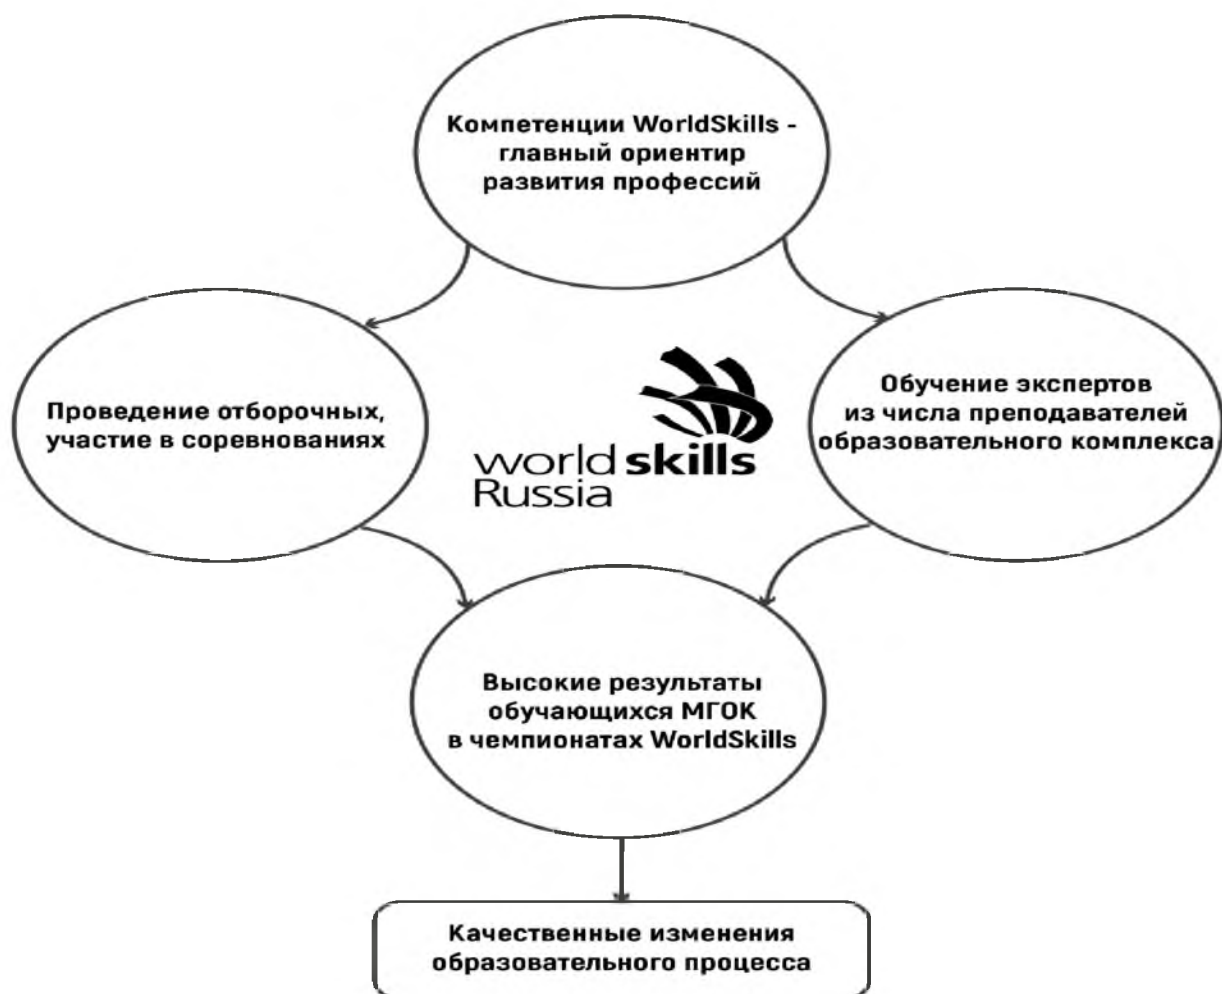 Компетенции WorldSkills -
главный ориентир
развития профессий
Проведение отборочных,
участие в соревнованиях
world skills
Russia
Обучение экспертов
из числа преподавателей
образовательного комплекса
Высокие результаты
обучающихся МГОК
в чемпионатах WorldSkills
Качественные изменения
образовательного процесса